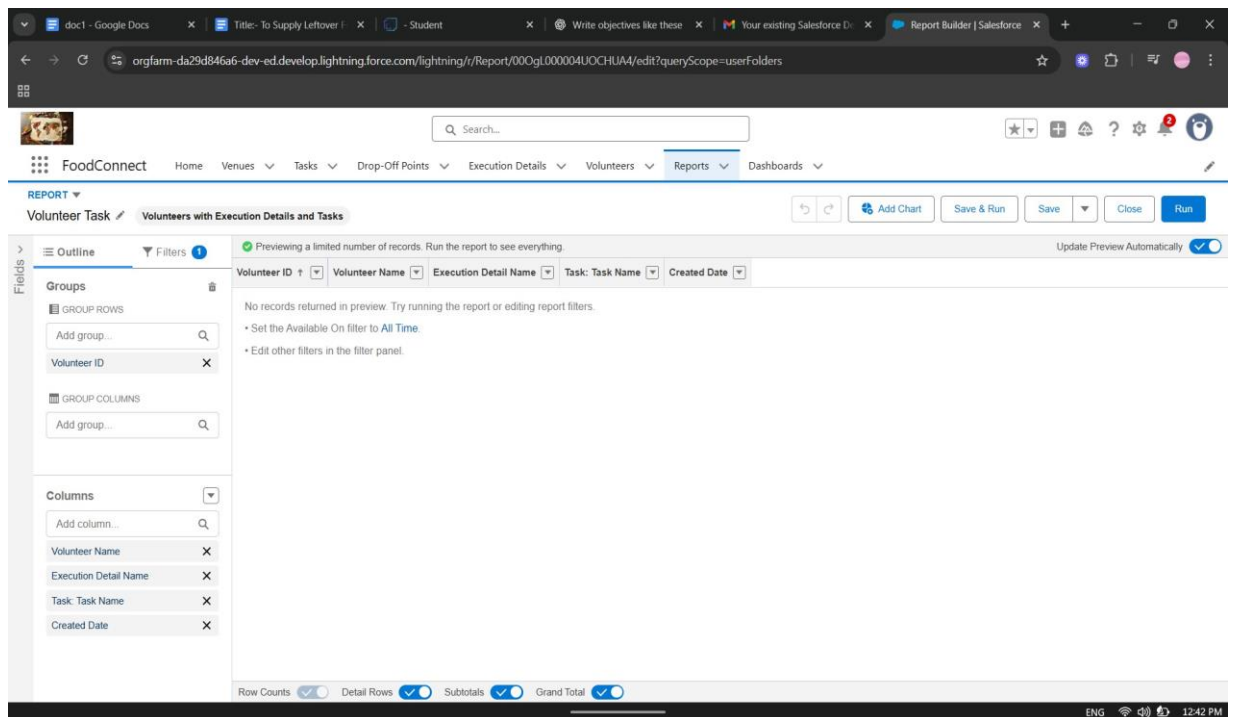 doc1 - Google Docs
Title:- To Supply Leftover F
- Student
Write objectives like these
Your existing Salesforce De
Report Builder | Salesforce
orgfarm-da29d846a6-dev-ed.develop.lightning.force.com/lightning/r/Report/00OgL000004UOCHUA4/edit?queryScope=userFolders
Search...
2
FoodConnect Home Venues Tasks Drop-Off Points Execution Details Volunteers Reports Dashboards
REPORT
Volunteer Task Volunteers with Execution Details and Tasks
Add Chart Save & Run Save Close Run
Fields
Outline Filters 1
Previewing a limited number of records. Run the report to see everything.
Update Preview Automatically
Volunteer ID Volunteer Name Execution Detail Name Task: Task Name Created Date
Groups
GROUP ROWS
Add group...
Volunteer ID
GROUP COLUMNS
Add group...
No records returned in preview. Try running the report or editing report filters.
• Set the Available On filter to All Time.
• Edit other filters in the filter panel.
Columns
Add column...
Volunteer Name
Execution Detail Name
Task: Task Name
Created Date
Row Counts Detail Rows Subtotals Grand Total
ENG 12:42 PM